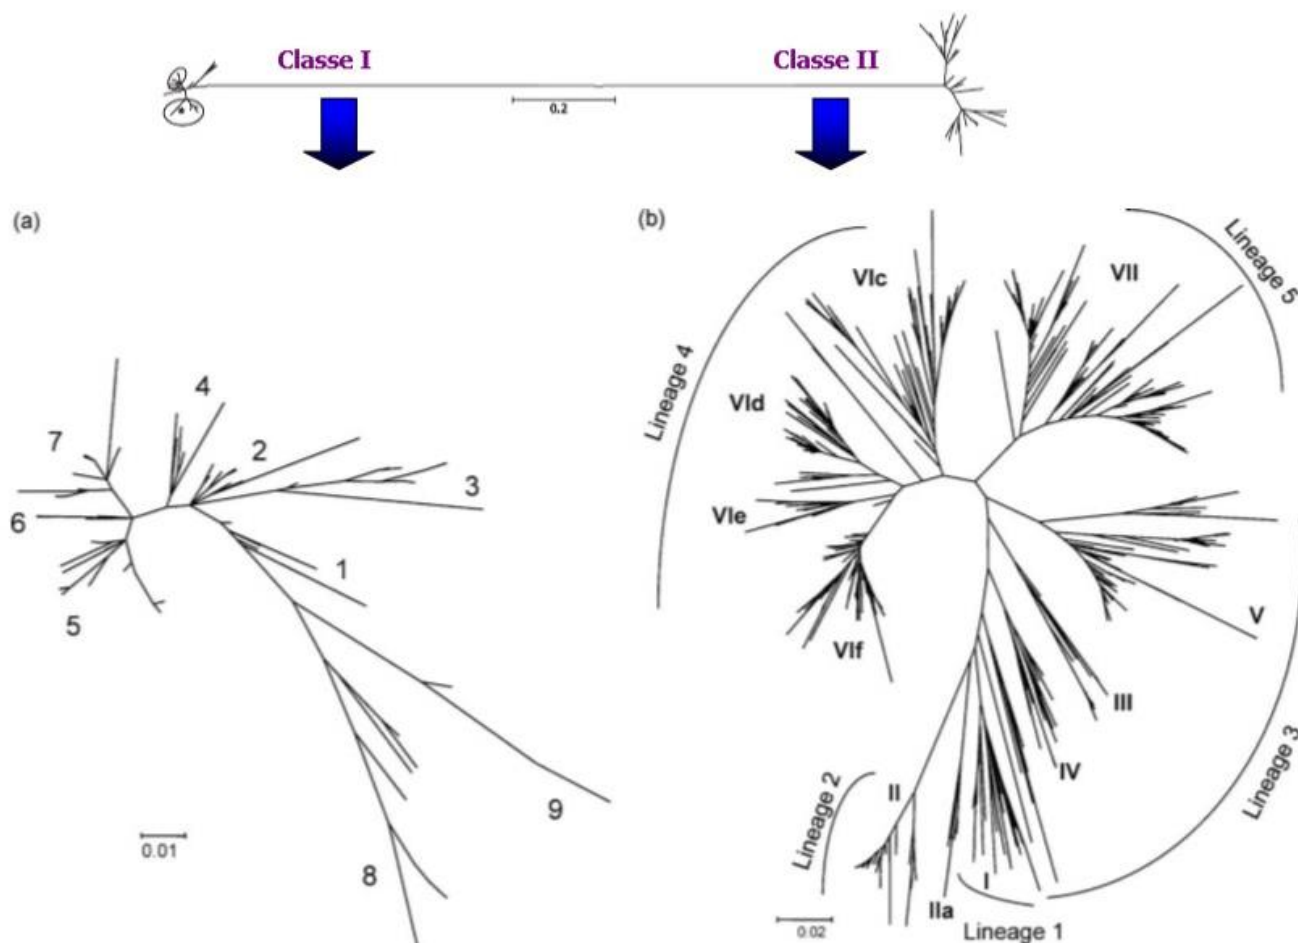 Classe I
Classe II
0.2
(a)
(b)
4
7
2
3
6
1
5
9
8
0.01
VIc
VII
Lineage 5
Lineage 4
VId
VIe
VIf
V
III
IV
Lineage 3
Lineage 2
II
I
IIa
Lineage 1
0.02